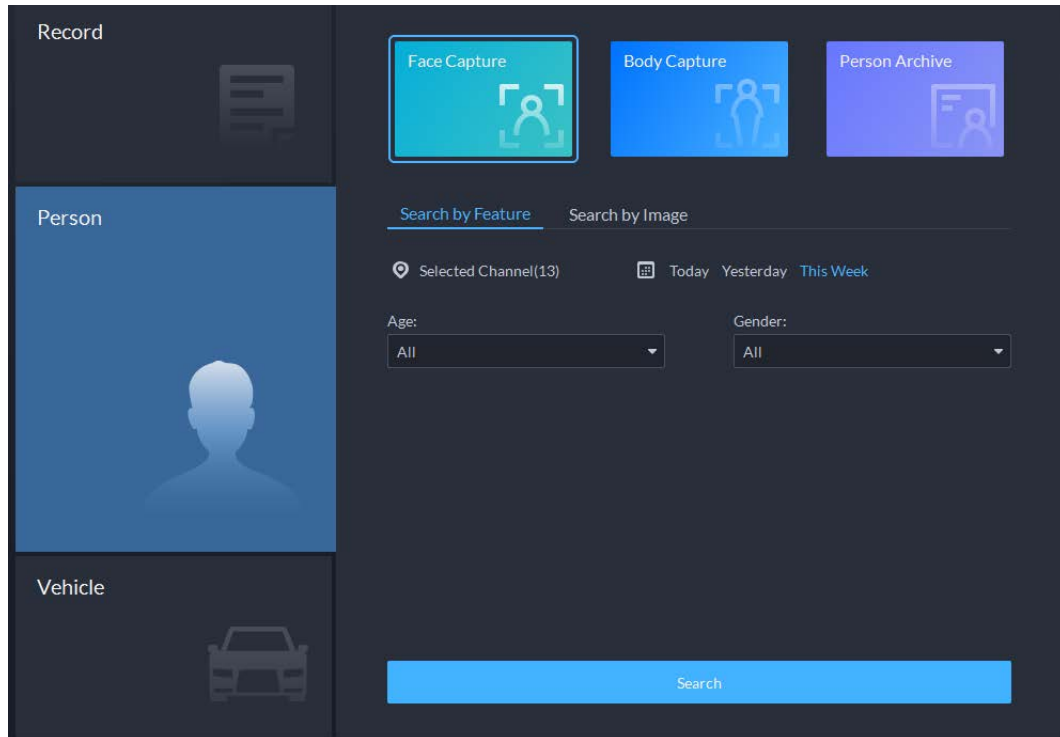 Record
Face Capture
Body Capture
Person Archive
Person
Search by Feature
Search by Image
Selected Channel(13)
Today Yesterday This Week
Age:
Gender:
All
All
Vehicle
Search